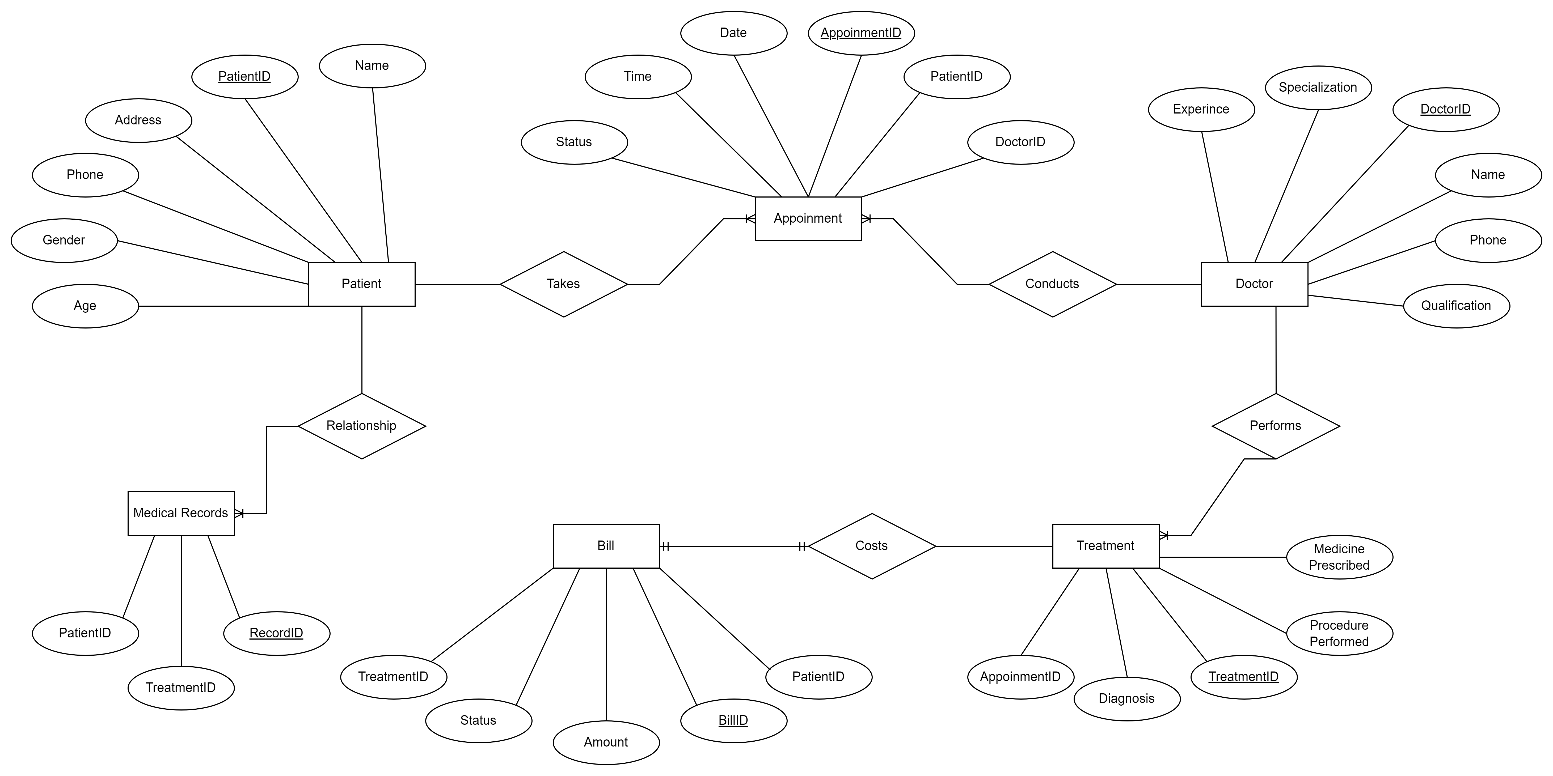 Date
AppoinmentID
Name
PatientID
Time
PatientID
Specialization
Experince
DoctorID
Address
Status
DoctorID
Phone
Name
Appoinment
Gender
Phone
Patient
Takes
Conducts
Doctor
Age
Qualification
Relationship
Performs
Medical Records
Bill
Costs
Treatment
Medicine
Prescribed
PatientID
RecordID
Procedure
Performed
TreatmentID
TreatmentID
PatientID
AppoinmentID
TreatmentID
Diagnosis
Status
BillID
Amount